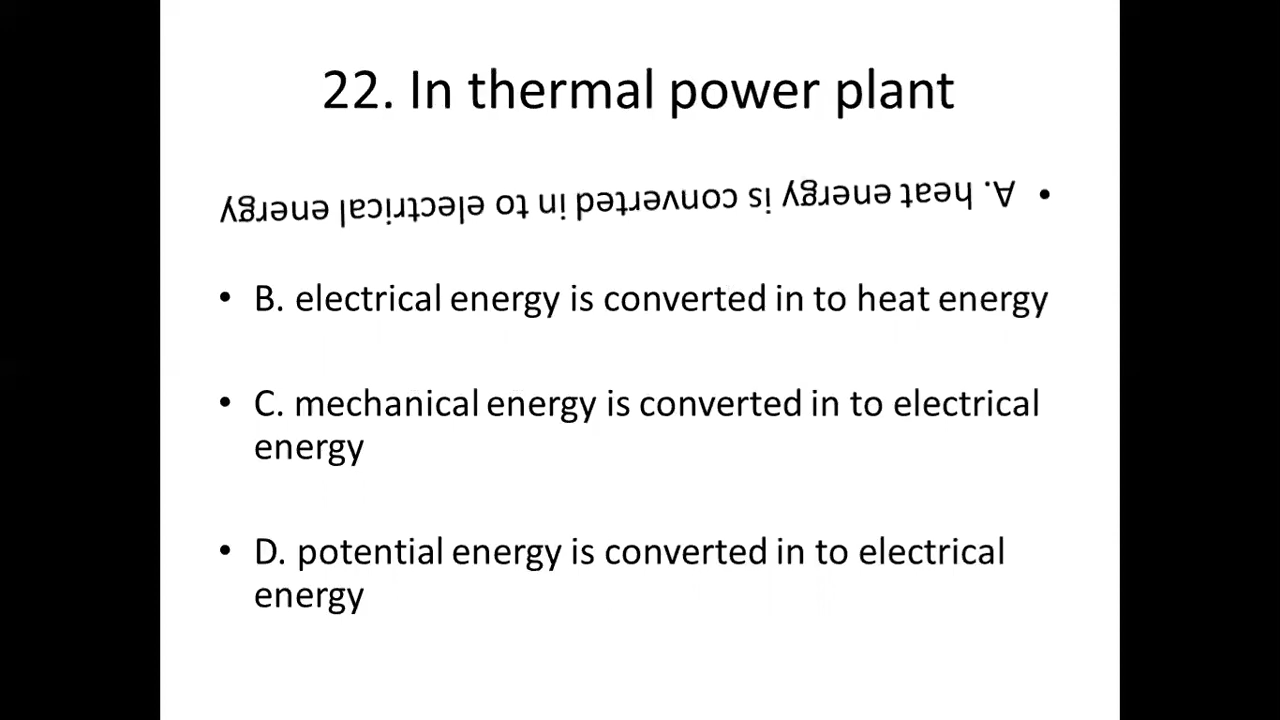 22. In thermal power plant
• A. heat energy is converted in to electrical energy
• B. electrical energy is converted in to heat energy
• C. mechanical energy is converted in to electrical
energy
• D. potential energy is converted in to electrical
energy